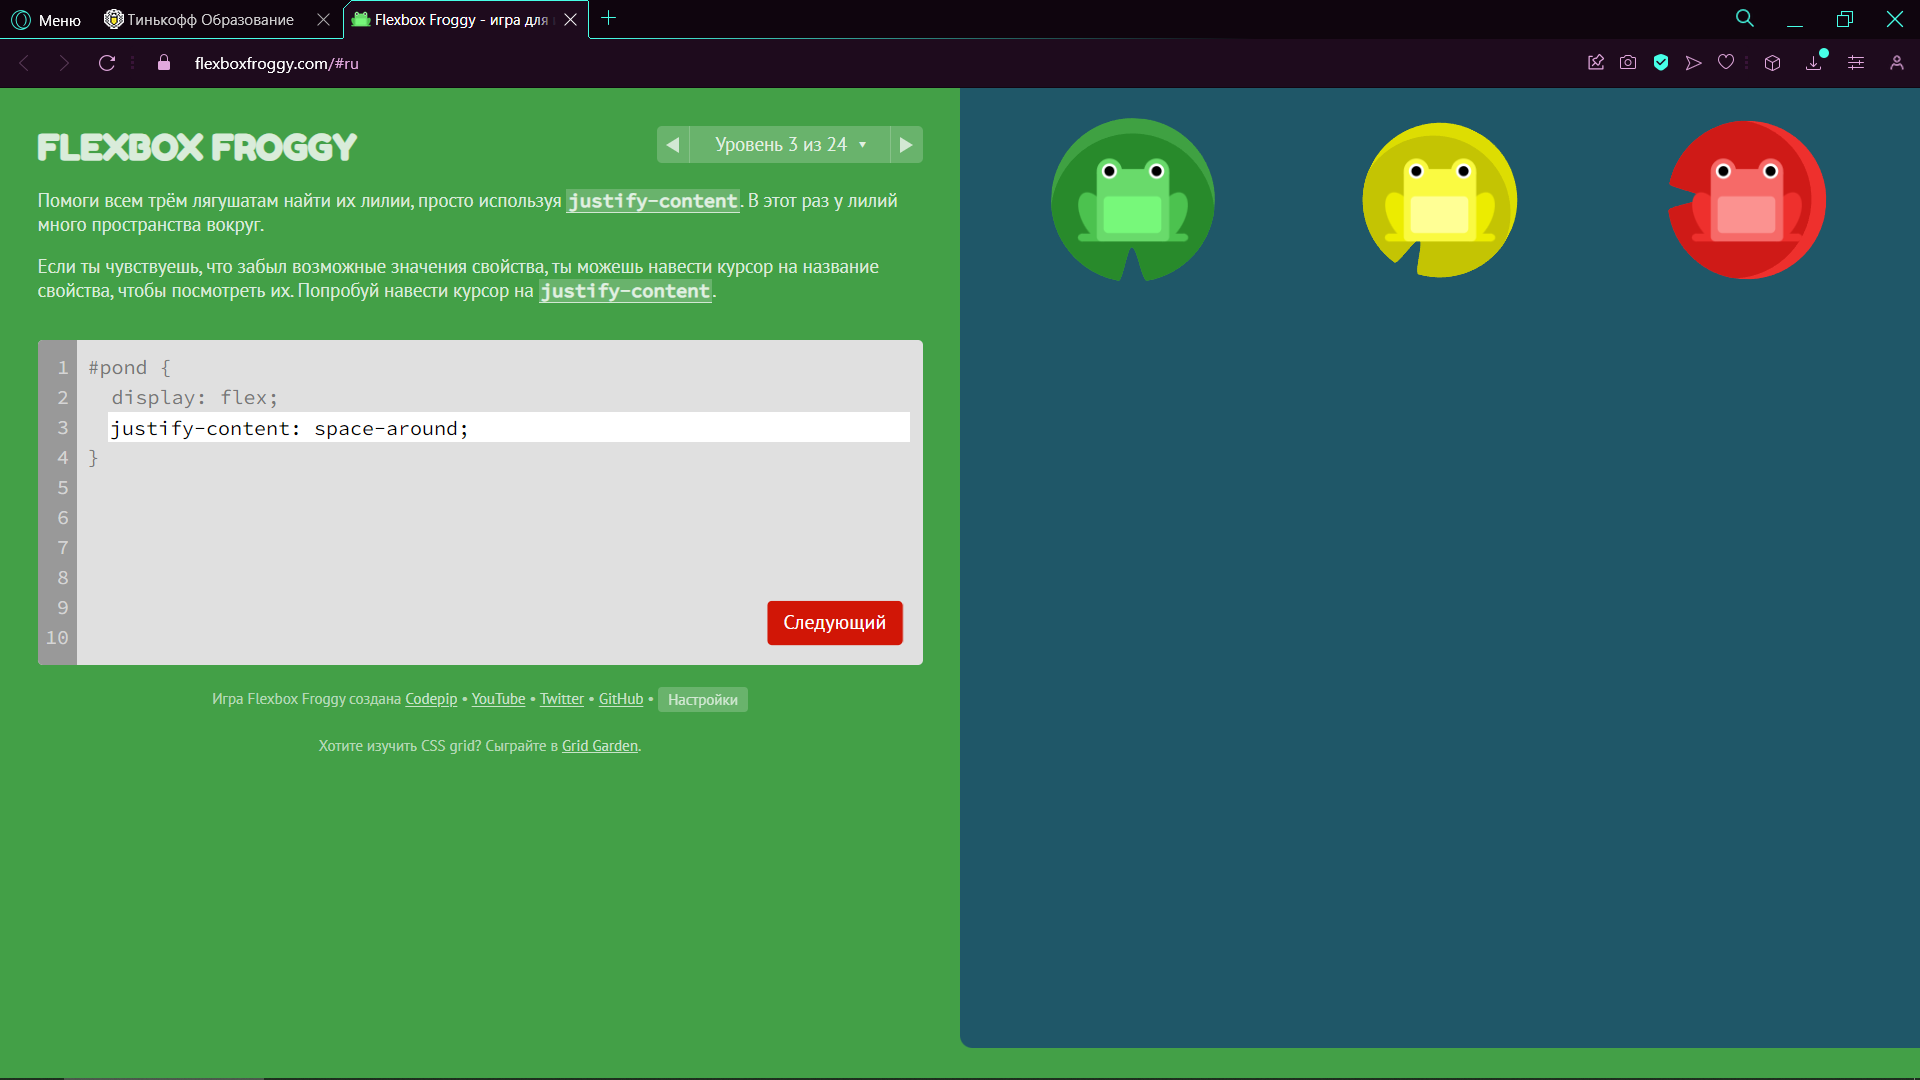 Меню
Тинькофф Образование
Flexbox Froggy - игра для
flexboxfroggy.com/#ru
FLEXBOX FROGGY
Уровень 3 из 24
Помоги всем трём лягушатам найти их лилии, просто используя justify-content. В этот раз у лилий
много пространства вокруг.
Если ты чувствуешь, что забыл возможные значения свойства, ты можешь навести курсор на название
свойства, чтобы посмотреть их. Попробуй навести курсор на justify-content.
1 #pond {
2 display: flex;
3 justify-content: space-around;
4 }
5
6
7
8
9
10
Следующий
Игра Flexbox Froggy создана Codepip • YouTube • Twitter • GitHub • Настройки
Хотите изучить CSS grid? Сыграйте в Grid Garden.